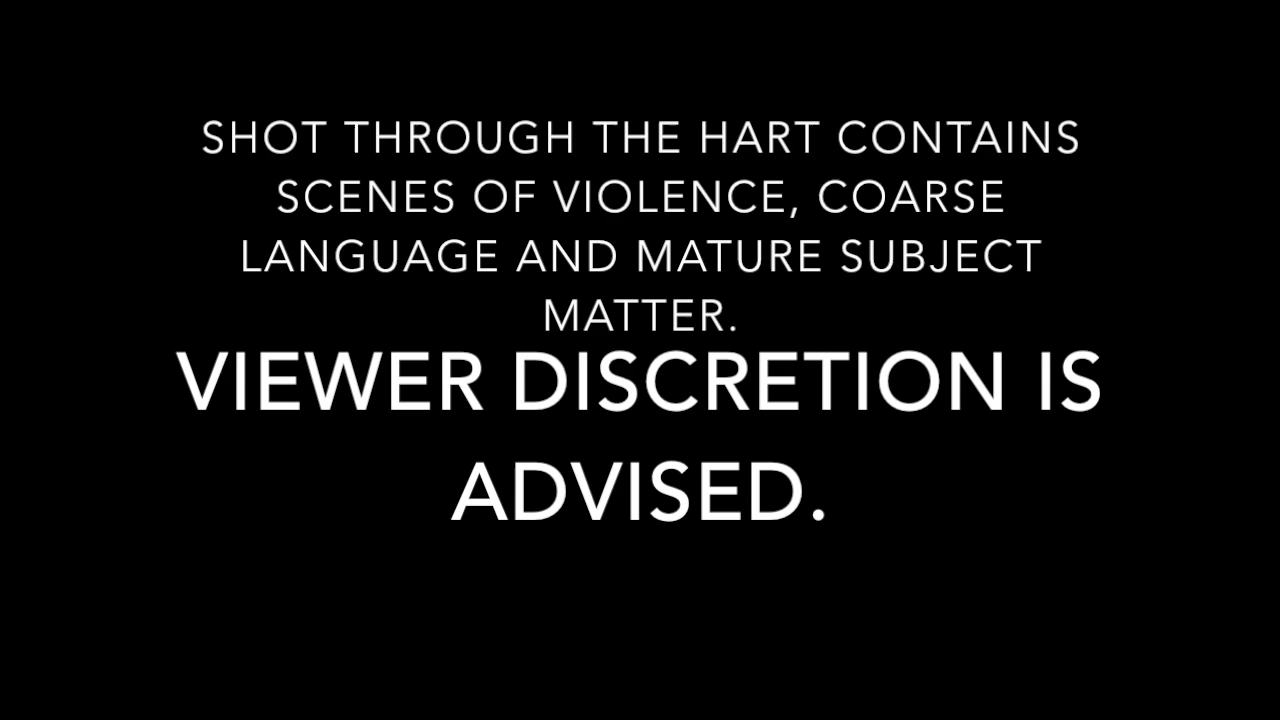 SHOT THROUGH THE HART CONTAINS
SCENES OF VIOLENCE, COARSE
LANGUAGE AND MATURE SUBJECT
MATTER.
VIEWER DISCRETION IS
ADVISED.